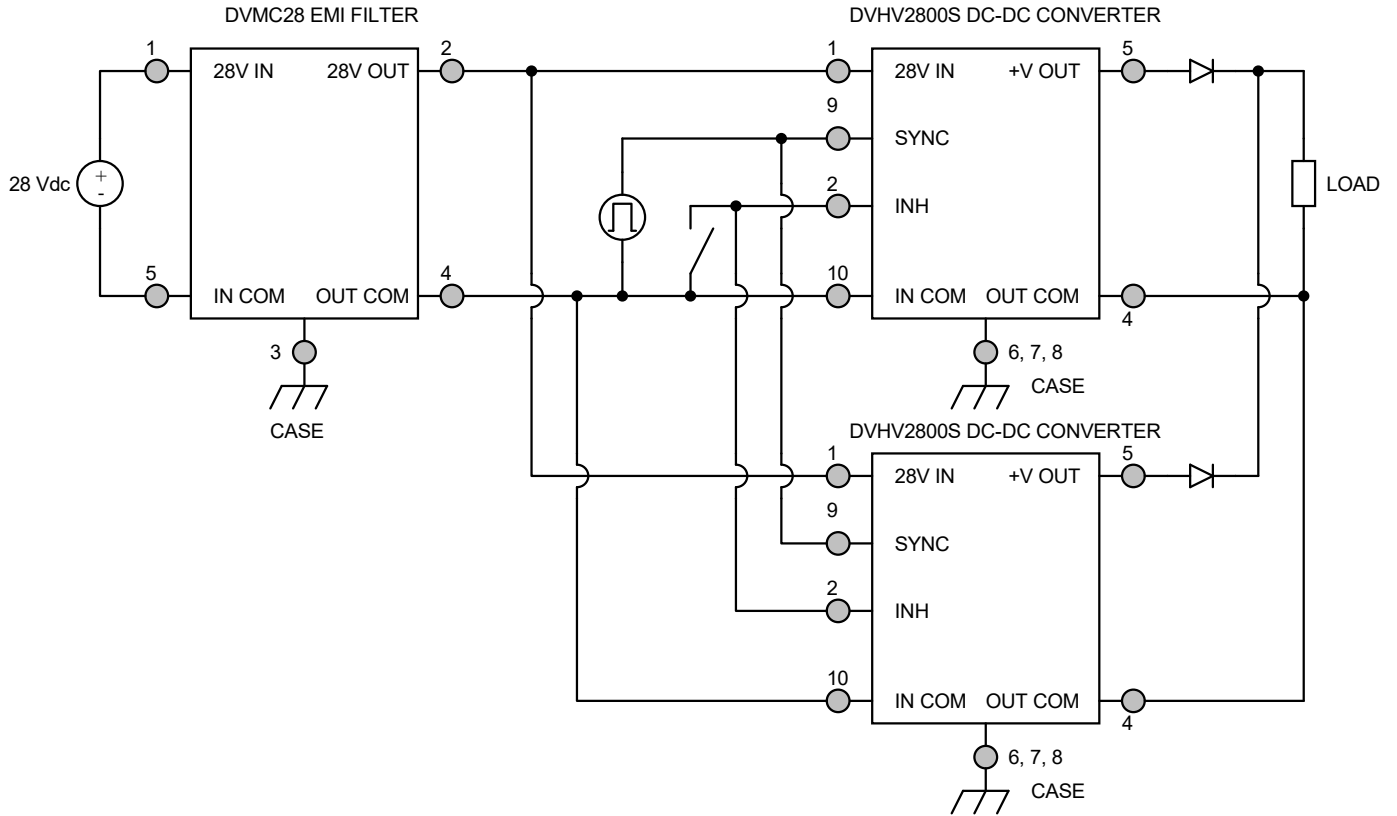 DVMC28 EMI FILTER
DVHV2800S DC-DC CONVERTER
1
28V IN
28V OUT
2
1
28V IN
+V OUT
5
9
SYNC
28 Vdc
+
-
2
INH
LOAD
5
IN COM
OUT COM
4
10
IN COM
OUT COM
4
3
CASE
6, 7, 8
CASE
DVHV2800S DC-DC CONVERTER
1
28V IN
+V OUT
5
9
SYNC
2
INH
10
IN COM
OUT COM
4
6, 7, 8
CASE